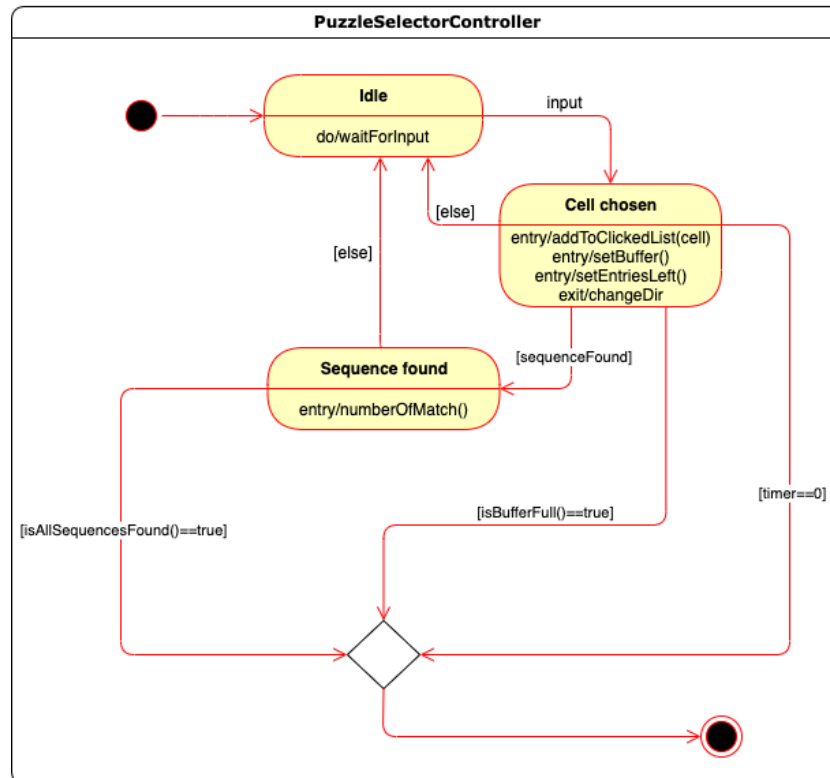 PuzzleSelectorController
Idle
do/waitForInput
input
[else]
Cell chosen
entry/addToClickedList(cell)
entry/setBuffer()
entry/setEntriesLeft()
exit/changeDir
[else]
[sequenceFound]
Sequence found
entry/numberOfMatch()
[timer==0]
[isBufferFull()==true]
[isAllSequencesFound()==true]